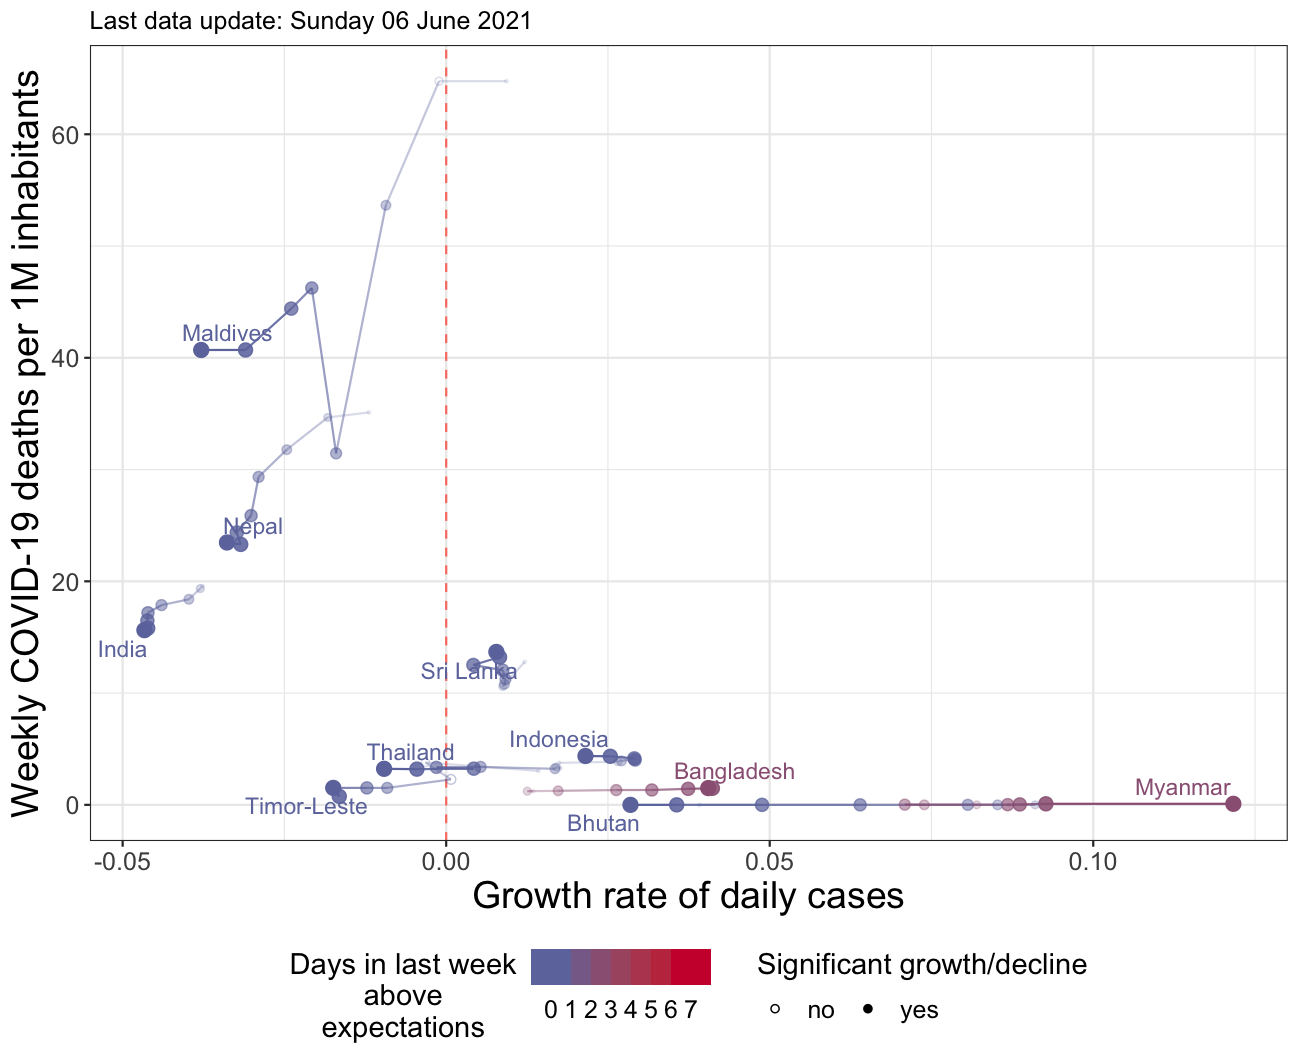 Last data update: Sunday 06 June 2021
Weekly COVID-19 deaths per 1M inhabitants
60
40
20
0
Maldives
Nepal
India
Sri Lanka
Indonesia
Thailand
Bangladesh
Myanmar
Timor-Leste
Bhutan
-0.05 0.00 0.05 0.10
Growth rate of daily cases
Days in last week
above
expectations
0 1 2 3 4 5 6 7
Significant growth/decline
no yes